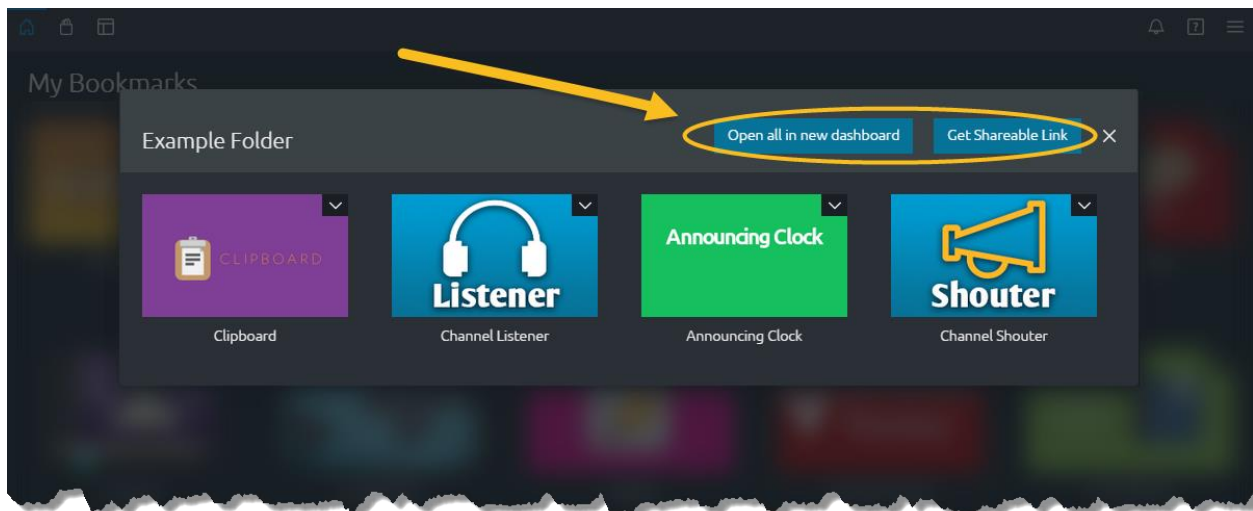 My Bookmarks
Example Folder
Open all in new dashboard
Get Shareable Link
CLIPBOARD
Listener
Announcing Clock
Shouter
Clipboard
Channel Listener
Announcing Clock
Channel Shouter